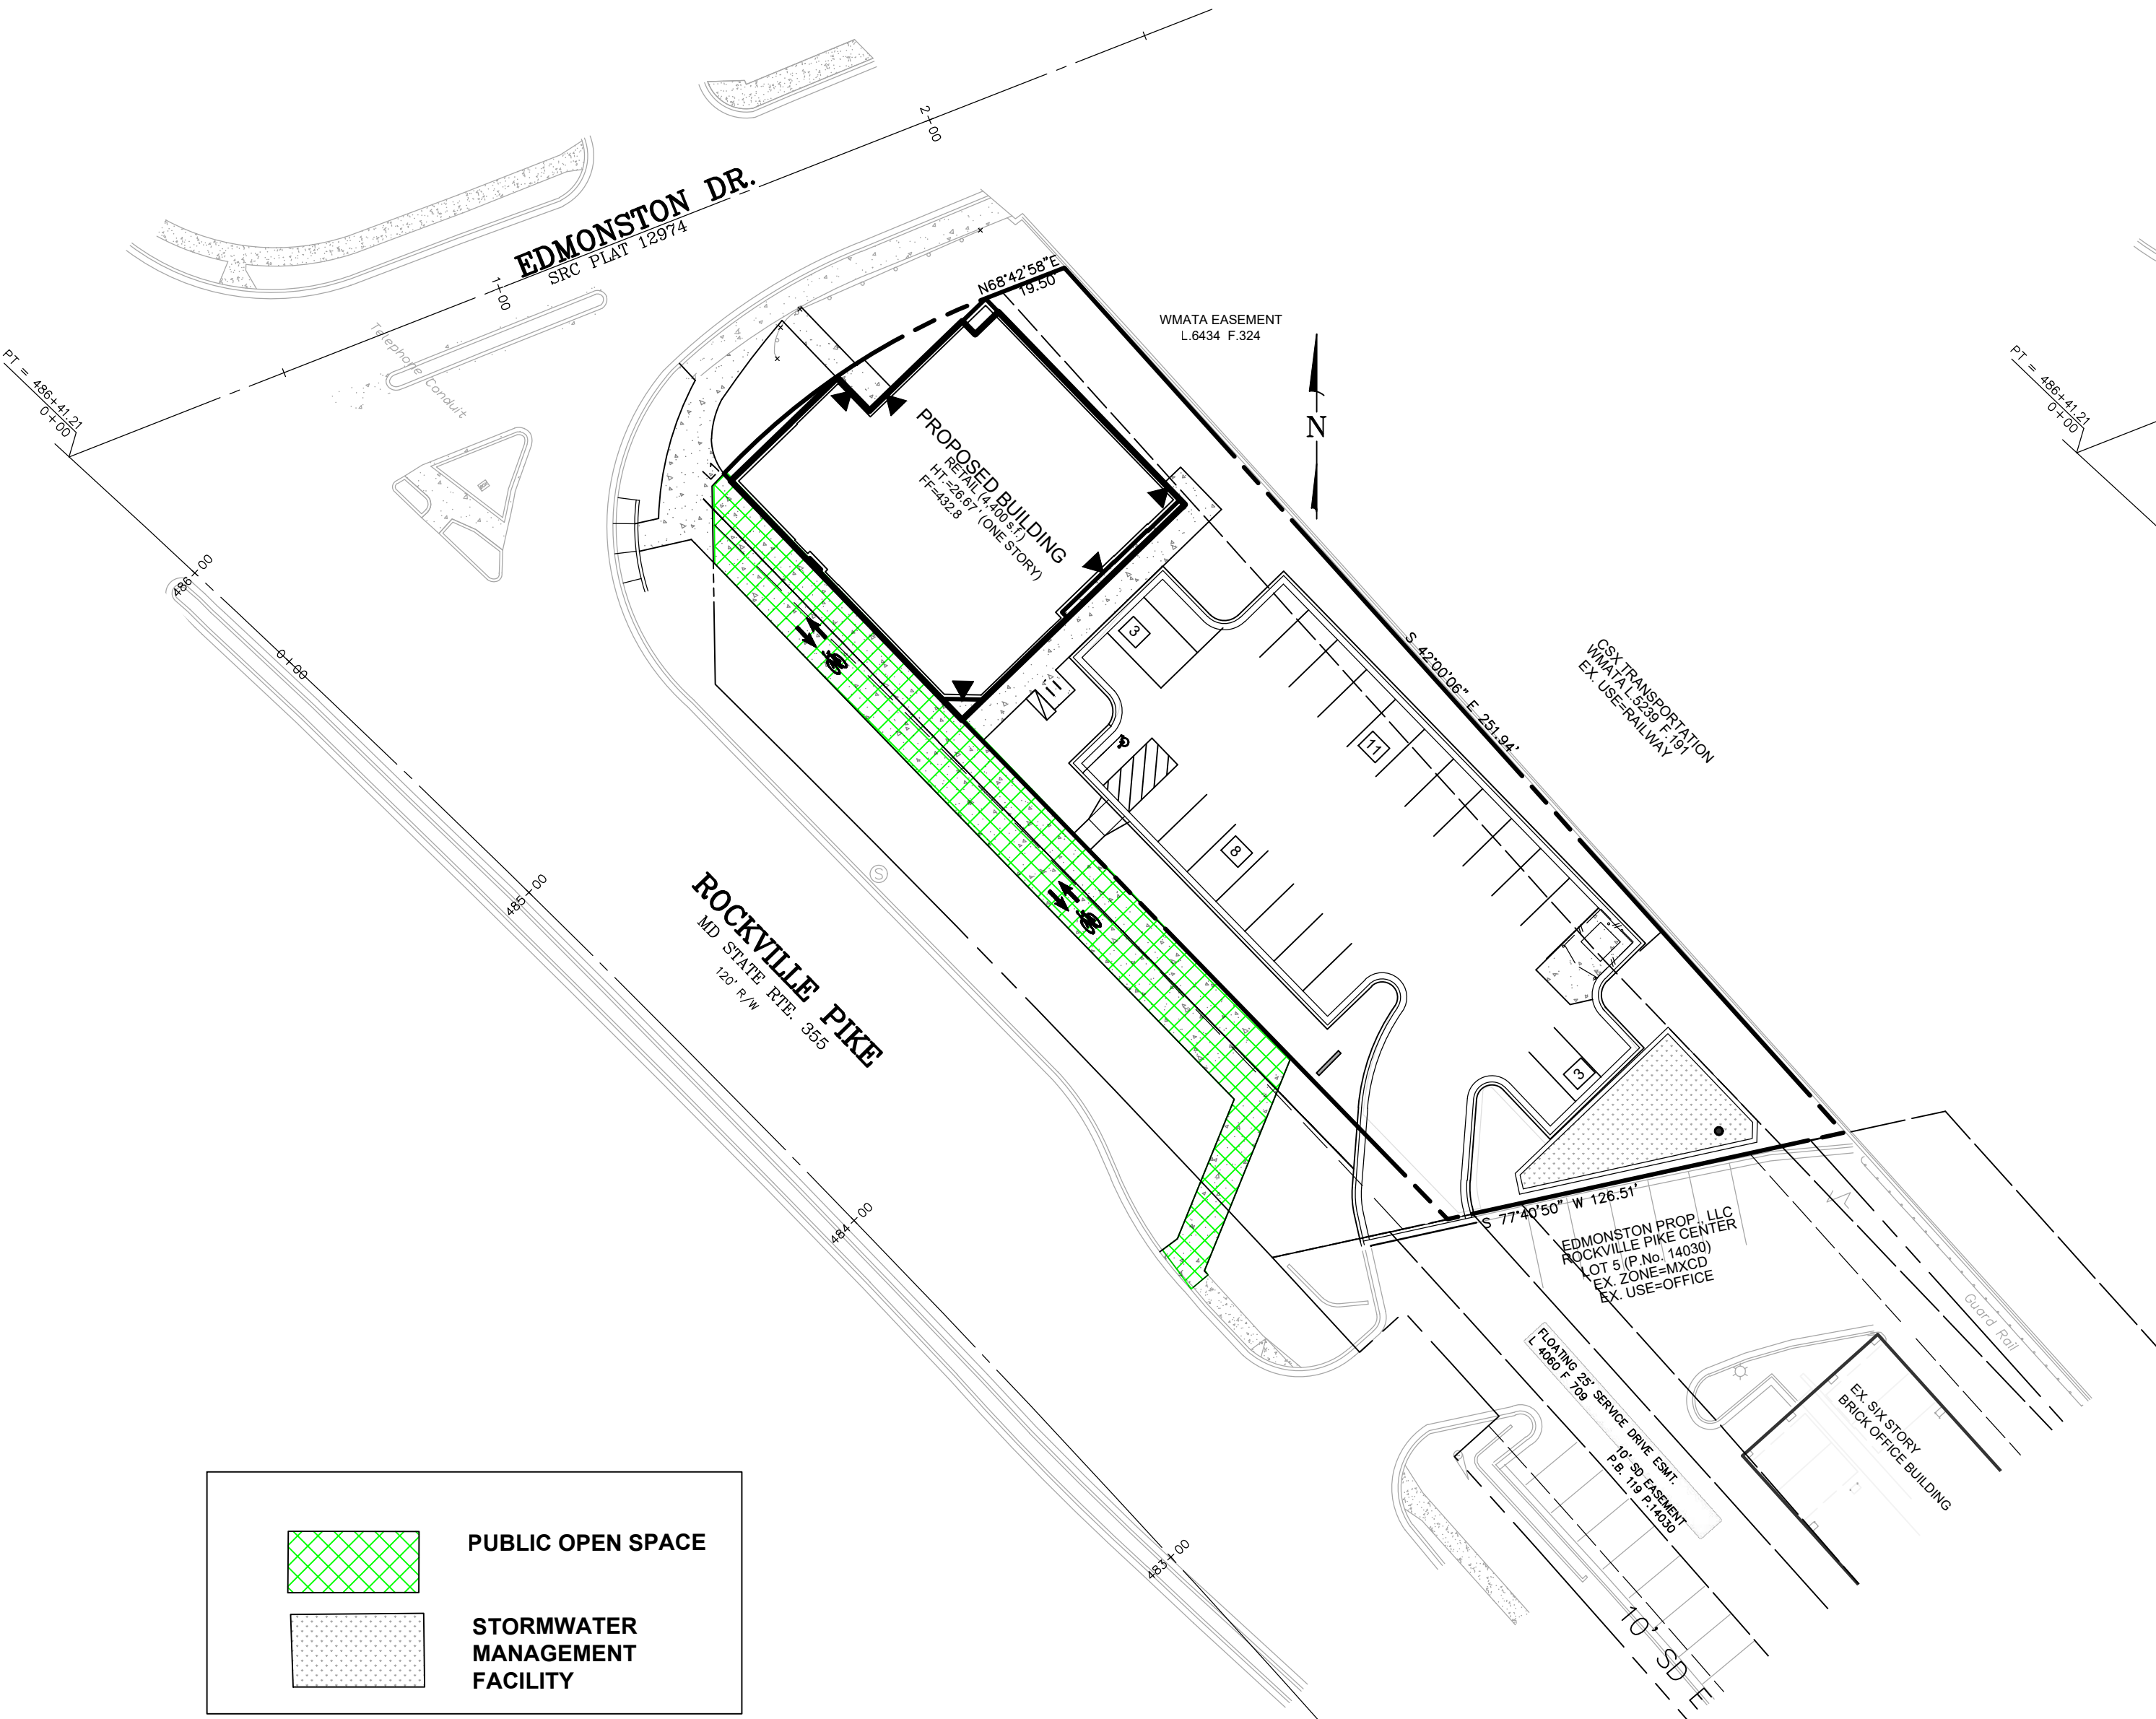 2+00
EDMONSTON DR.
SRC PLAT 12974
1+00
Telephone Conduit
PT = 486+41.21
0+00
PT = 486+41.21
0+00
N68°42'58"E
19.50'
WMATA EASEMENT
L.6434 F.324
N
L1
PROPOSED BUILDING
RETAIL (4,400 s.f.)
HT.=26.67' (ONE STORY)
FF=432.8
486+00
0+00
3
11
8
3
S 42°00'06" E 251.94'
CSX TRANSPORTATION
WMATA L.5239 F.191
EX. USE=RAILWAY
S
485+00
ROCKVILLE PIKE
MD STATE RTE. 355
120' R/W
484+00
S 77°40'50" W 126.51'
EDMONSTON PROP., LLC
ROCKVILLE PIKE CENTER
LOT 5 (P.No. 14030)
EX. ZONE=MXCD
EX. USE=OFFICE
Guard Rail
FLOATING 25' SERVICE DRIVE ESMT.
L 4060 F 709
10' SD EASEMENT
P.B. 119 P.14030
EX. SIX STORY
BRICK OFFICE BUILDING
483+00
10' SD E
PUBLIC OPEN SPACE
STORMWATER
MANAGEMENT
FACILITY